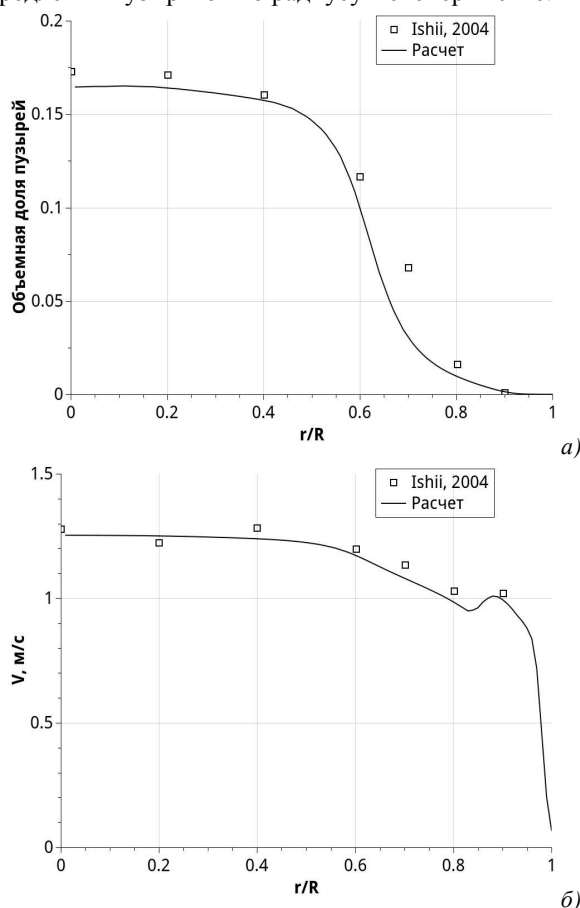 0.2
Ishii, 2004
Расчет
0.15
0.1
0.05
0
Объемная доля пузырей
0 0.2 0.4 0.6 0.8 1
r/R
а)
1.5
Ishii, 2004
Расчет
1
0.5
0
V, м/с
0 0.2 0.4 0.6 0.8 1
r/R
б)